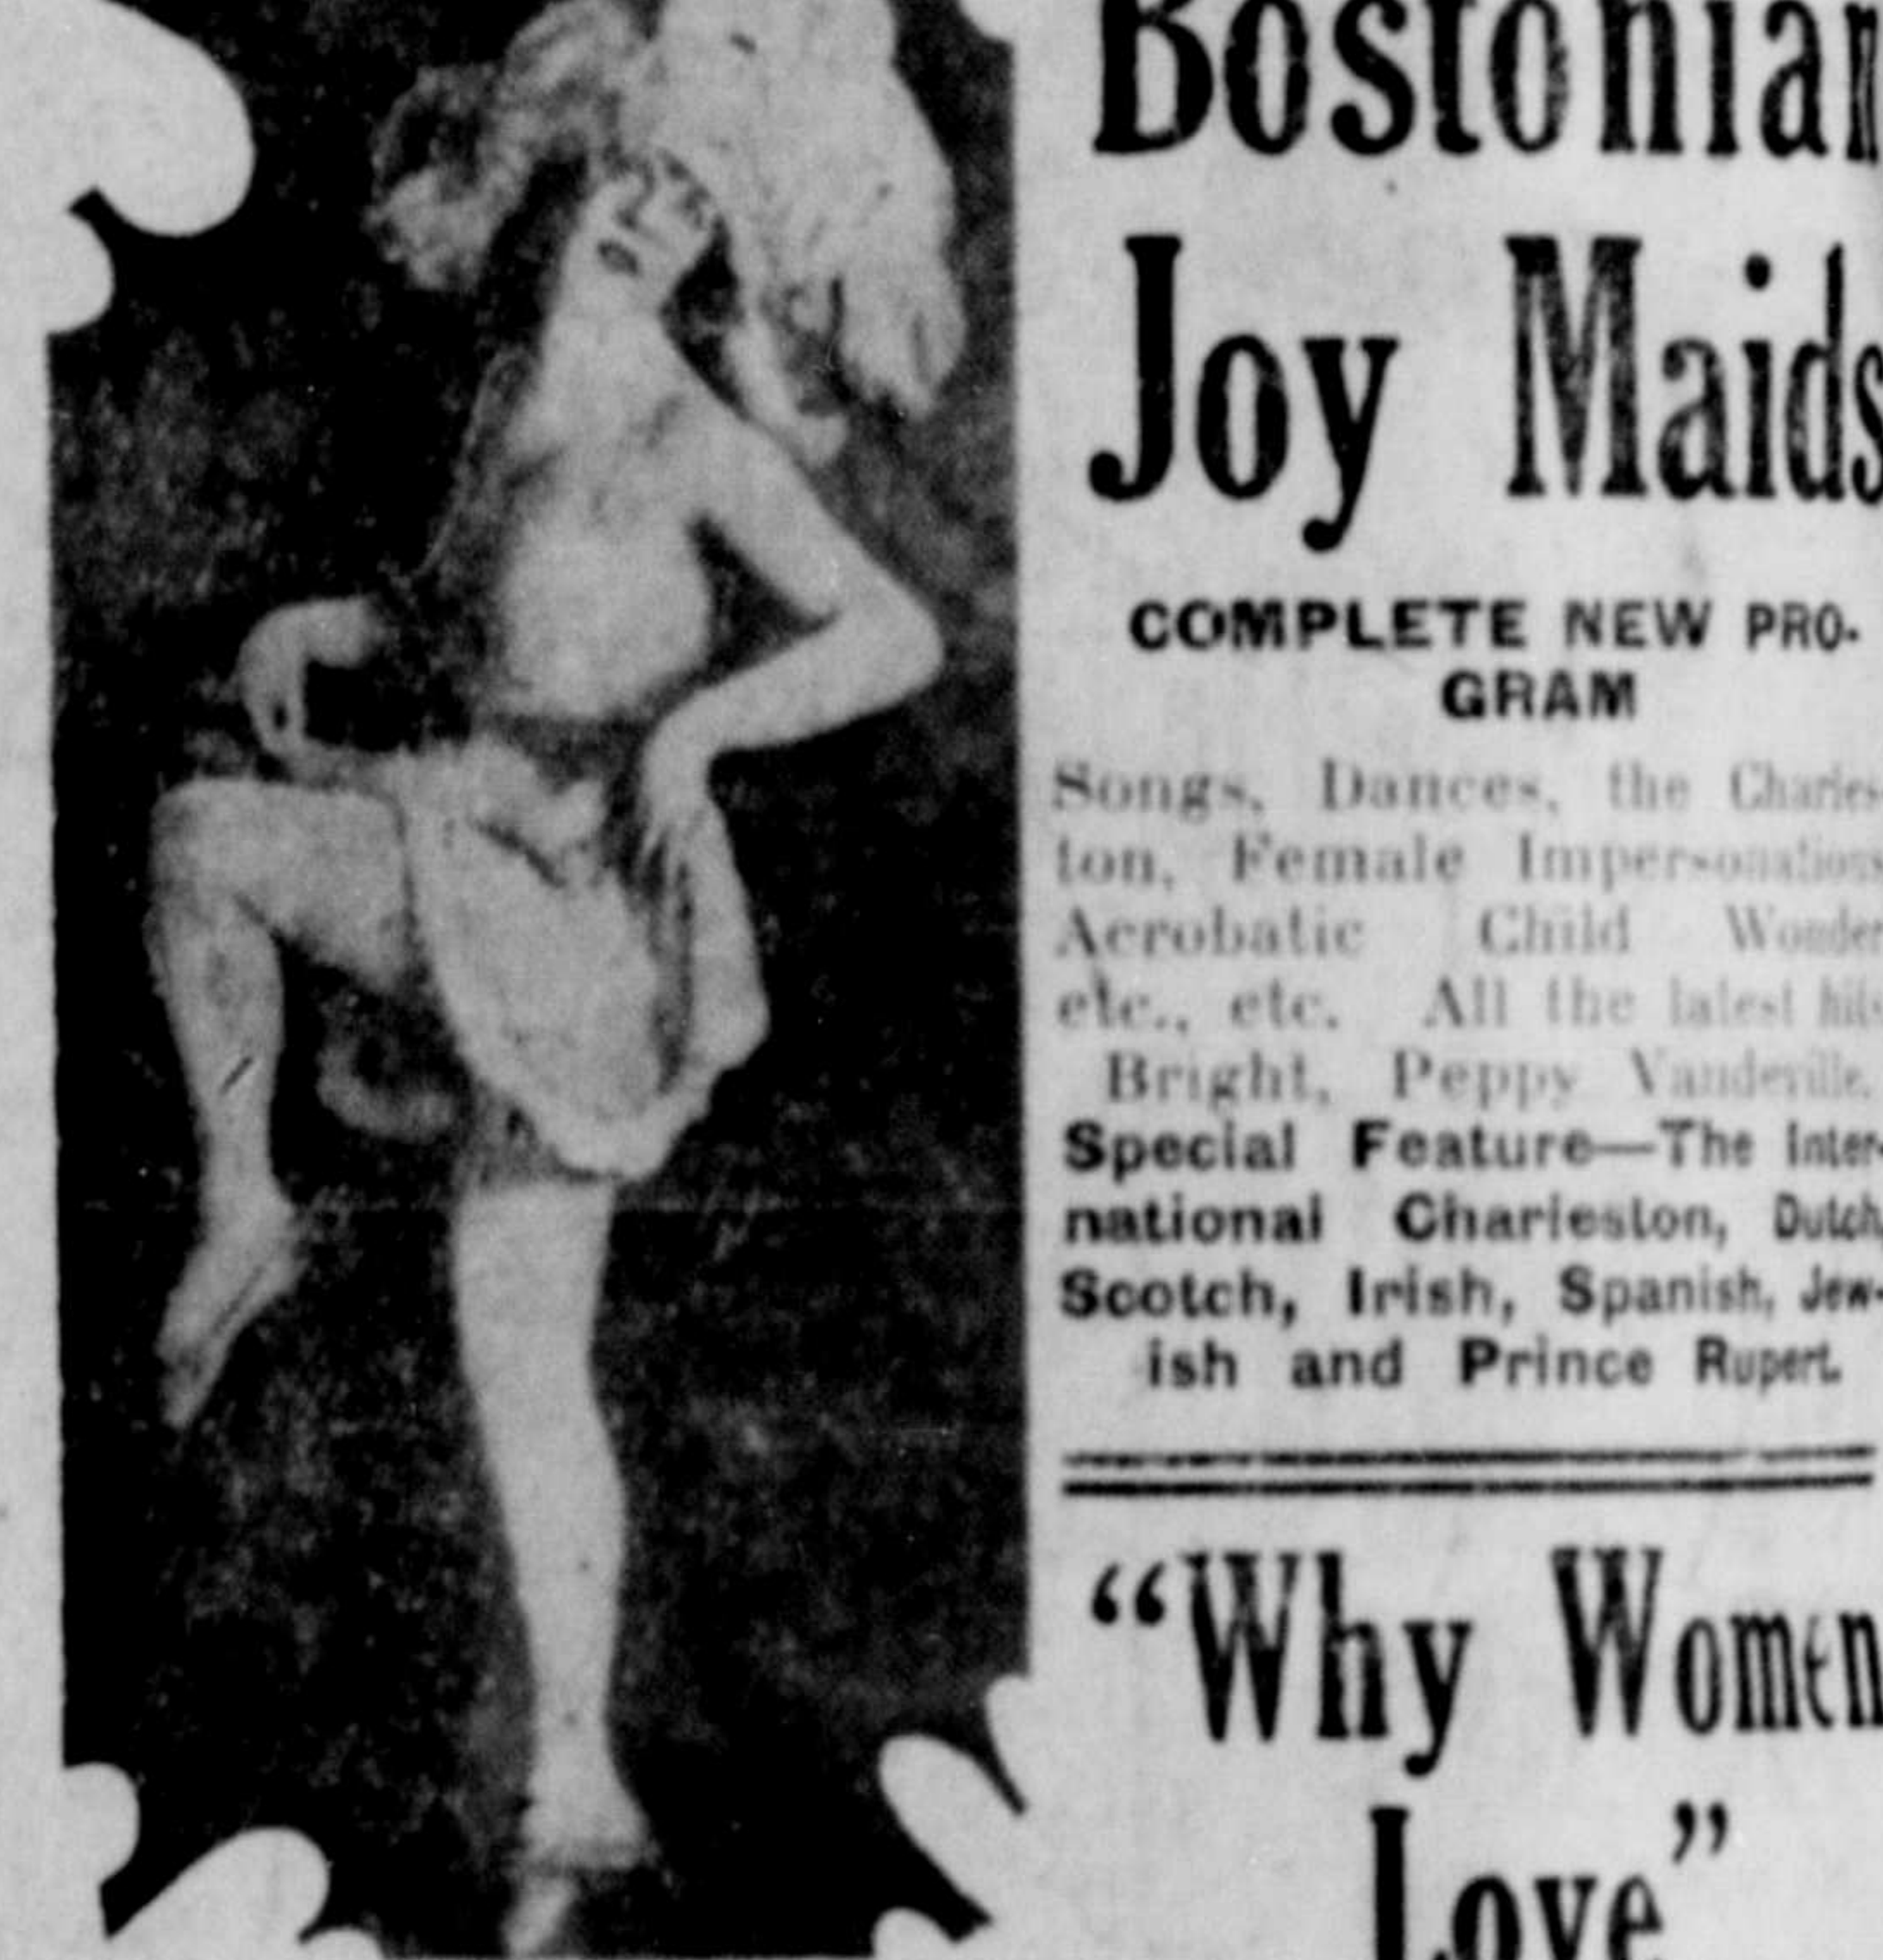 Bostonian
Joy Maids
COMPLETE NEW PRO-
GRAM
Songs, Dances, the Charles-
ton, Female Impersonations
Acrobatic Child Wonder
etc., etc. All the latest hits
Bright, Peppy Vaudeville.
Special Feature—The Inter-
national Charleston, Dutch,
Scotch, Irish, Spanish, Jew-
ish and Prince Rupert.
“Why Women
Love”